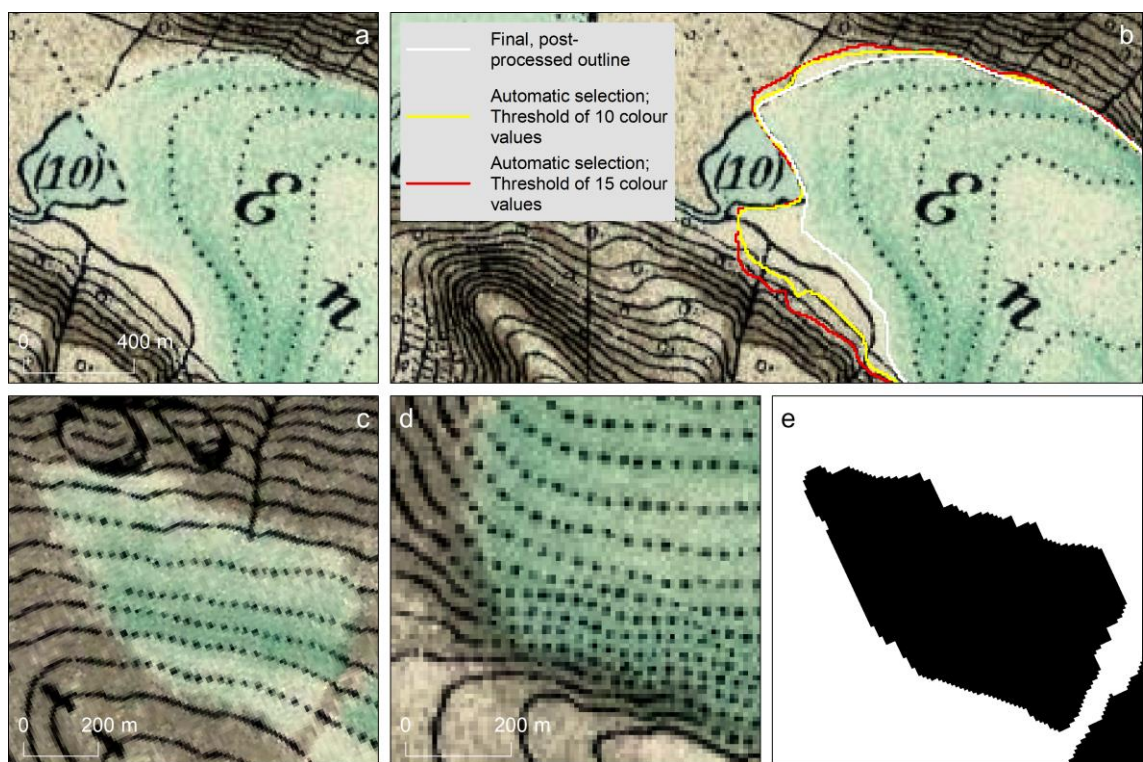 a
(10)
E
n
0 400 m
b
Final, post-
processed outline
Automatic selection;
Threshold of 10 colour
values
Automatic selection;
Threshold of 15 colour
values
(10)
E
n
c
0 200 m
d
0 200 m
e